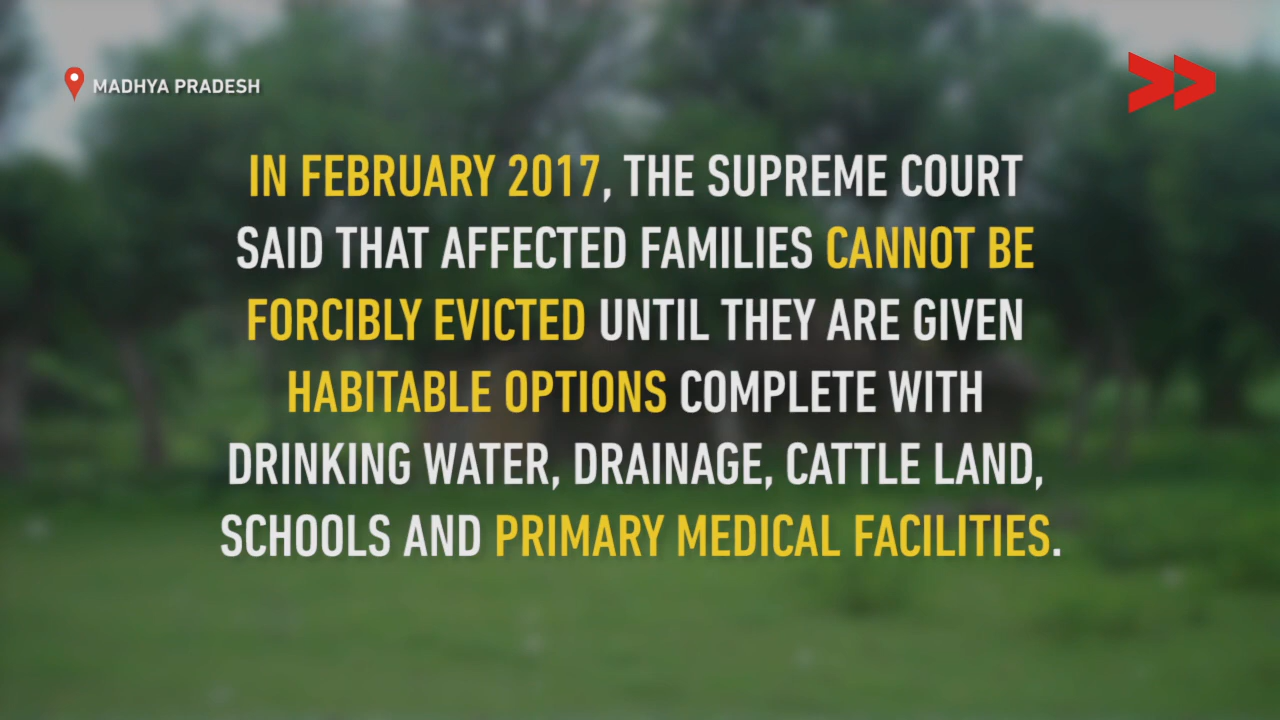 MADHYA PRADESH
IN FEBRUARY 2017, THE SUPREME COURT
SAID THAT AFFECTED FAMILIES CANNOT BE
FORCIBLY EVICTED UNTIL THEY ARE GIVEN
HABITABLE OPTIONS COMPLETE WITH
DRINKING WATER, DRAINAGE, CATTLE LAND,
SCHOOLS AND PRIMARY MEDICAL FACILITIES.